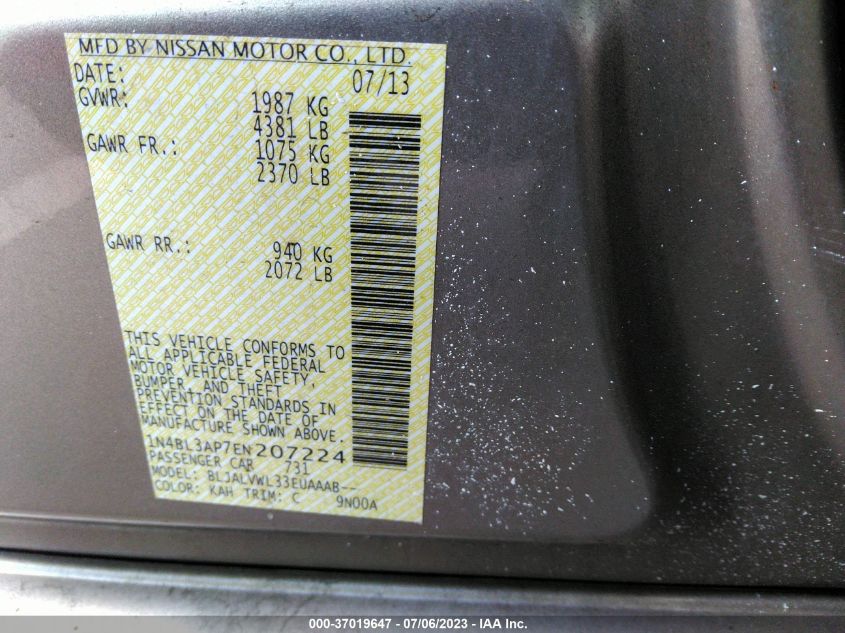 MFD BY NISSAN MOTOR CO., LTD.
DATE: 07/13
GVWR: 1987 KG
4381 LB
GAWR FR.: 1075 KG
2370 LB
GAWR RR.: 940 KG
2072 LB
THIS VEHICLE CONFORMS TO
ALL APPLICABLE FEDERAL
MOTOR VEHICLE SAFETY,
BUMPER, AND THEFT
PREVENTION STANDARDS IN
EFFECT ON THE DATE OF
MANUFACTURE SHOWN ABOVE.
1N4BL3AP7EN207224
PASSENGER CAR 731
MODEL: BLJALVWL33EUAAAB--
COLOR: KAH TRIM: C 9N00A
000-37019647 - 07/06/2023 - IAA Inc.